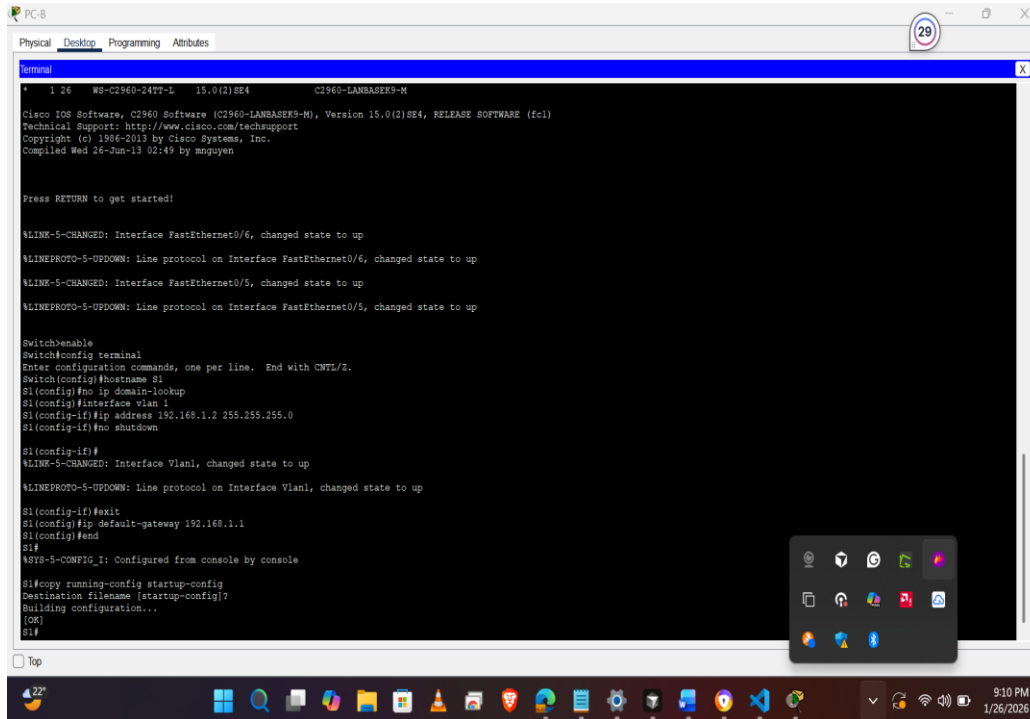 PC-B
29
Physical Desktop Programming Attributes
Terminal
X
* 1 26 WS-C2960-24TT-L 15.0(2)SE4 C2960-LANBASEK9-M
Cisco IOS Software, C2960 Software (C2960-LANBASEK9-M), Version 15.0(2)SE4, RELEASE SOFTWARE (fc1)
Technical Support: http://www.cisco.com/techsupport
Copyright (c) 1986-2013 by Cisco Systems, Inc.
Compiled Wed 26-Jun-13 02:49 by mnguyen
Press RETURN to get started!
%LINK-5-CHANGED: Interface FastEthernet0/6, changed state to up
%LINEPROTO-5-UPDOWN: Line protocol on Interface FastEthernet0/6, changed state to up
%LINK-5-CHANGED: Interface FastEthernet0/5, changed state to up
%LINEPROTO-5-UPDOWN: Line protocol on Interface FastEthernet0/5, changed state to up
Switch>enable
Switch#config terminal
Enter configuration commands, one per line. End with CNTL/Z.
Switch(config)#hostname S1
S1(config)#no ip domain-lookup
S1(config)#interface vlan 1
S1(config-if)#ip address 192.168.1.2 255.255.255.0
S1(config-if)#no shutdown
S1(config-if)#
%LINK-5-CHANGED: Interface Vlan1, changed state to up
%LINEPROTO-5-UPDOWN: Line protocol on Interface Vlan1, changed state to up
S1(config-if)#exit
S1(config)#ip default-gateway 192.168.1.1
S1(config)#end
S1#
%SYS-5-CONFIG_I: Configured from console by console
S1#copy running-config startup-config
Destination filename [startup-config]?
Building configuration...
[OK]
S1#
Top
22°
9:10 PM
1/26/2026